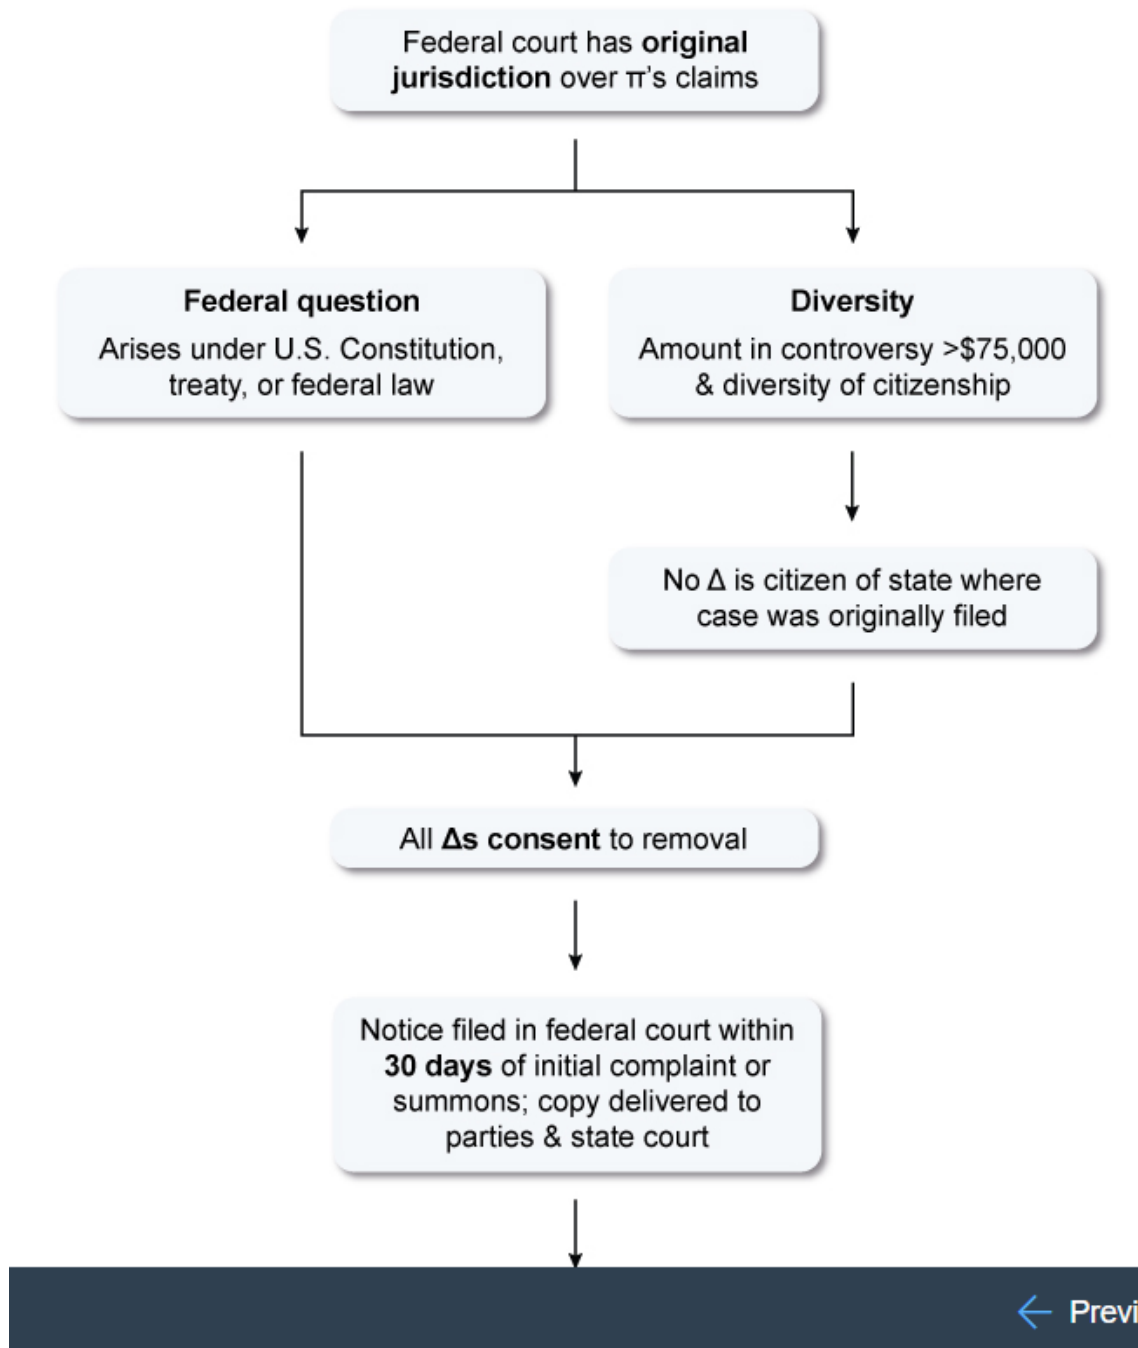 Federal court has original
jurisdiction over π's claims
Federal question
Arises under U.S. Constitution,
treaty, or federal law
Diversity
Amount in controversy >$75,000
& diversity of citizenship
No Δ is citizen of state where
case was originally filed
All Δs consent to removal
Notice filed in federal court within
30 days of initial complaint or
summons; copy delivered to
parties & state court
Previ